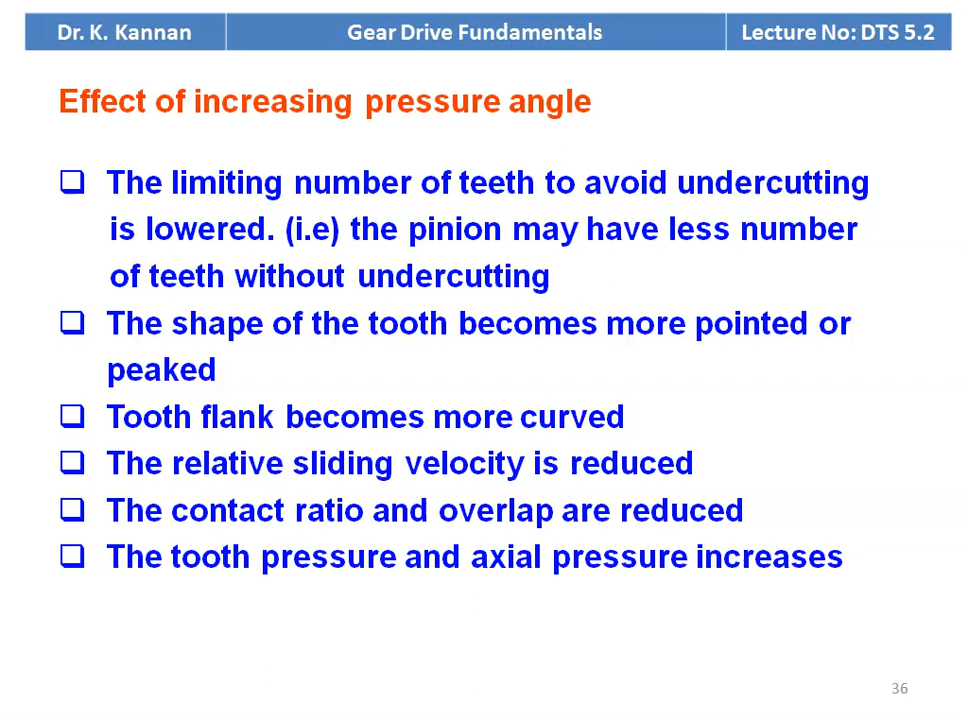 Dr. K. Kannan Gear Drive Fundamentals Lecture No: DTS 5.2
Effect of increasing pressure angle
❑ The limiting number of teeth to avoid undercutting
is lowered. (i.e) the pinion may have less number
of teeth without undercutting
❑ The shape of the tooth becomes more pointed or
peaked
❑ Tooth flank becomes more curved
❑ The relative sliding velocity is reduced
❑ The contact ratio and overlap are reduced
❑ The tooth pressure and axial pressure increases
36